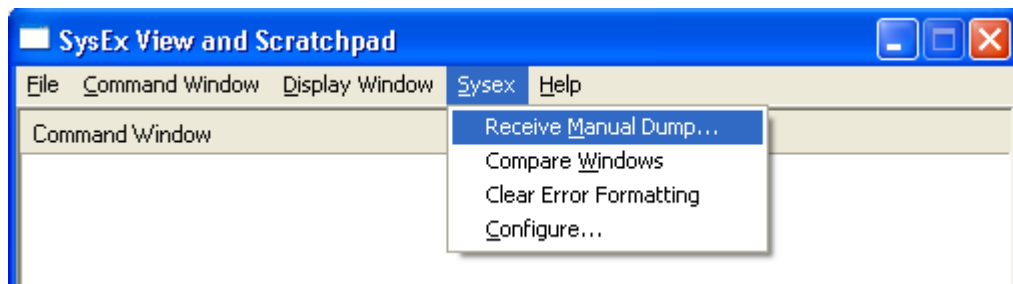 SysEx View and Scratchpad
File Command Window Display Window Sysex Help
Command Window
Receive Manual Dump...
Compare Windows
Clear Error Formatting
Configure...